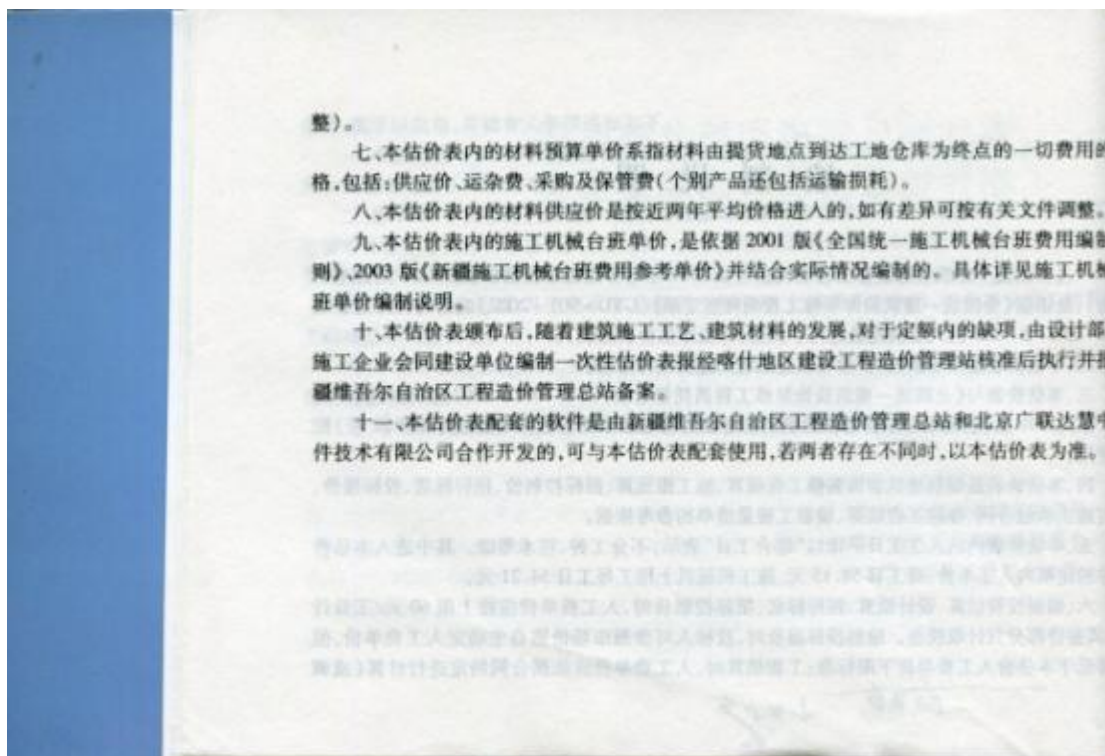 整)。
七、本估价表内的材料预算单价系指材料由提货地点到达工地仓库为终点的一切费用的
格,包括:供应价、运杂费、采购及保管费(个别产品还包括运输损耗)。
八、本估价表内的材料供应价是按近两年平均价格进入的,如有差异可按有关文件调整。
九、本估价表内的施工机械台班单价,是依据 2001 版《全国统一施工机械台班费用编制
则》、2003 版《新疆施工机械台班费用参考单价》并结合实际情况编制的。具体详见施工机械
班单价编制说明。
十、本估价表颁布后,随着建筑施工工艺、建筑材料的发展,对于定额内的缺项,由设计部
施工企业会同建设单位编制一次性估价表报经喀什地区建设工程造价管理站核准后执行并报
疆维吾尔自治区工程造价管理总站备案。
十一、本估价表配套的软件是由新疆维吾尔自治区工程造价管理总站和北京广联达慧中
件技术有限公司合作开发的,可与本估价表配套使用,若两者存在不同时,以本估价表为准。